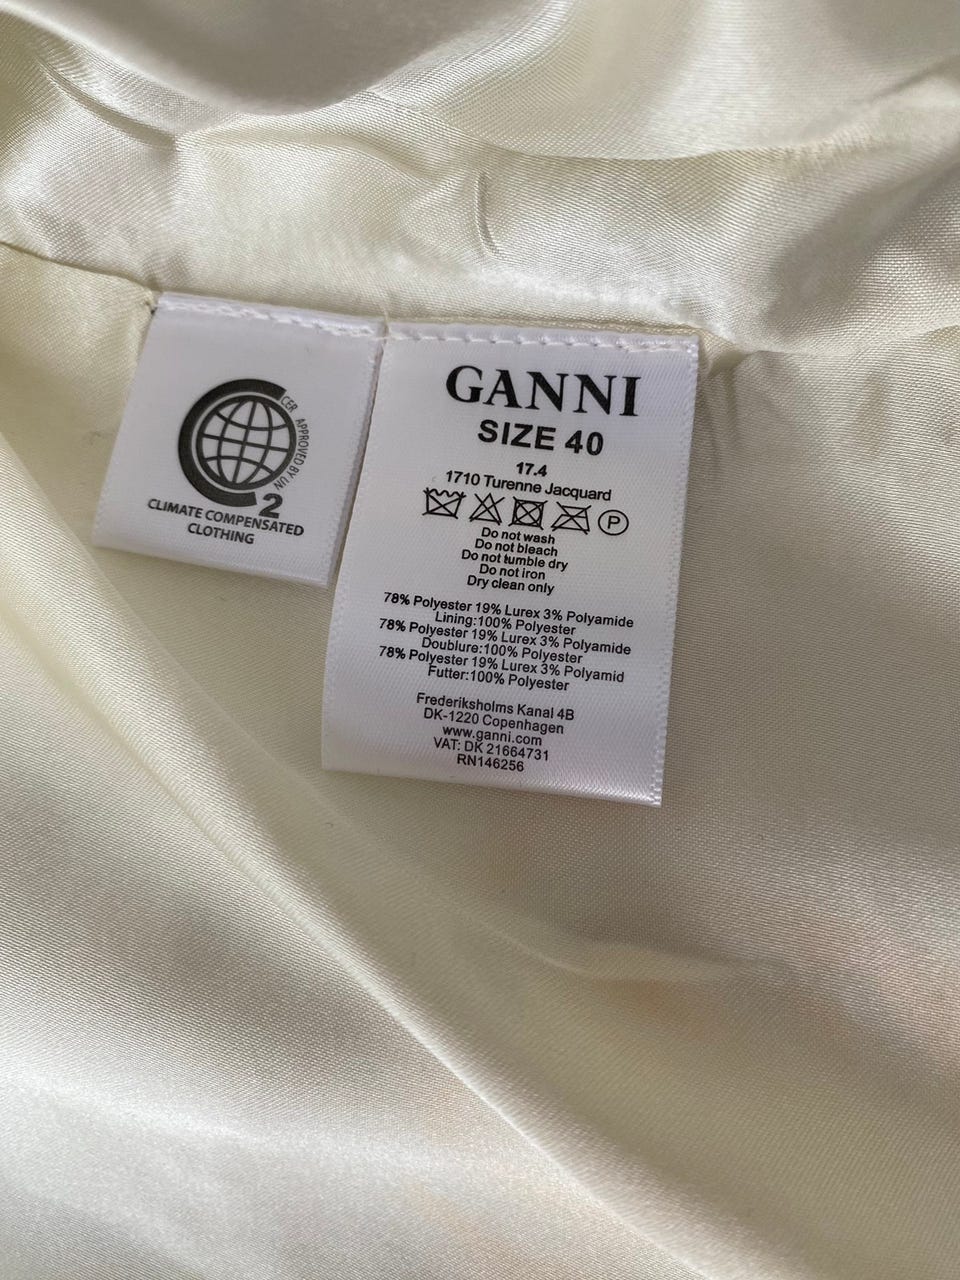 CER APPROVED BY UN
2
CLIMATE COMPENSATED
CLOTHING
GANNI
SIZE 40
17.4
1710 Turenne Jacquard
P
Do not wash
Do not bleach
Do not tumble dry
Do not iron
Dry clean only
78% Polyester 19% Lurex 3% Polyamide
Lining:100% Polyester
78% Polyester 19% Lurex 3% Polyamide
Doublure:100% Polyester
78% Polyester 19% Lurex 3% Polyamid
Futter:100% Polyester
Frederiksholms Kanal 4B
DK-1220 Copenhagen
www.ganni.com
VAT: DK 21664731
RN146256